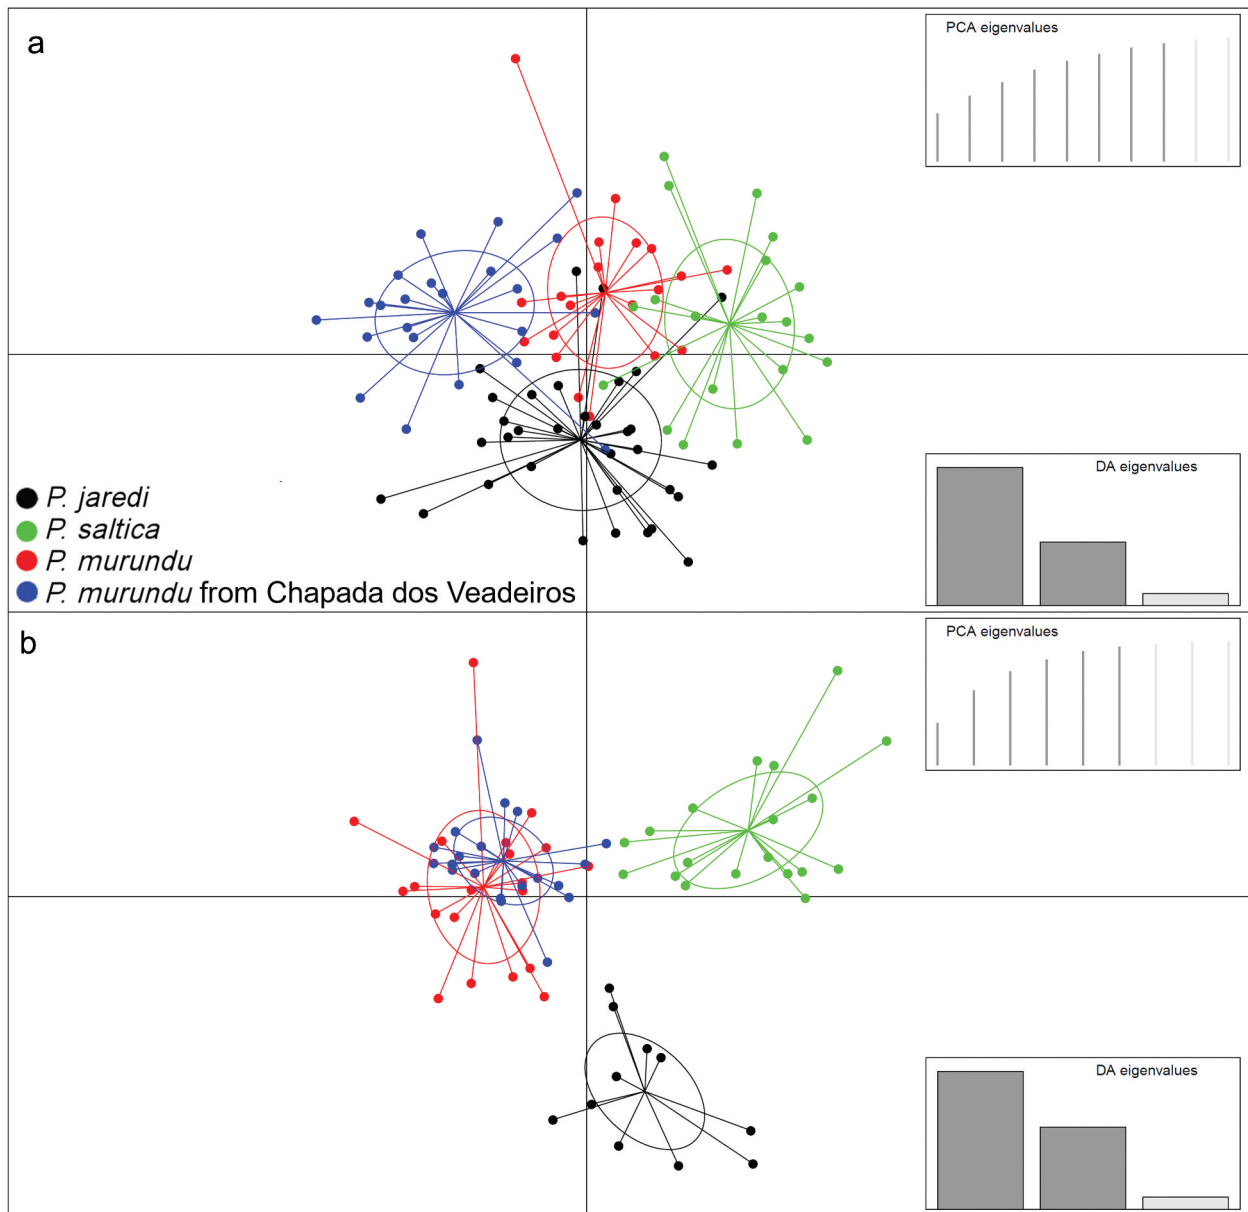 a
PCA eigenvalues
DA eigenvalues
P. jaredi
P. saltica
P. murundu
P. murundu from Chapada dos Veadeiros
b
PCA eigenvalues
DA eigenvalues